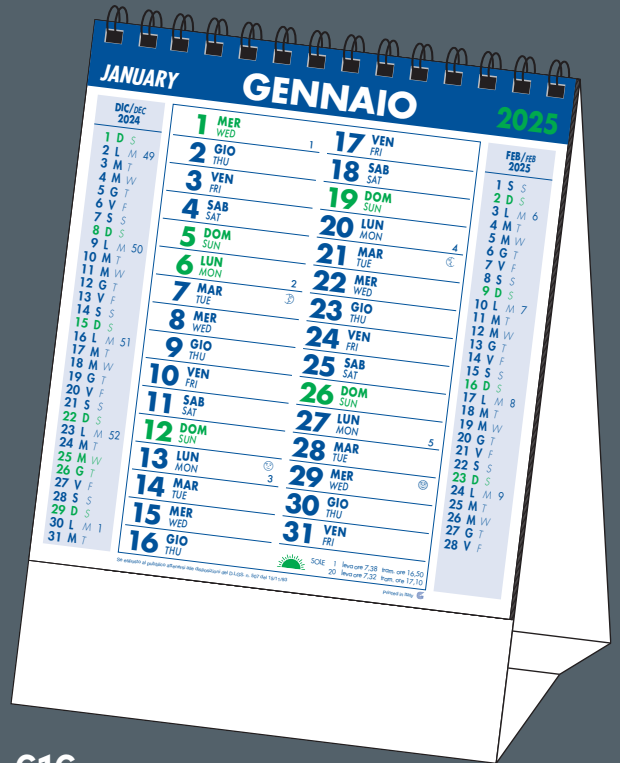 JANUARY
GENNAIO
2025
DIC/DEC
2024
1 D S
2 L M 49
3 M T
4 M W
5 G T
6 V F
7 S S
8 D S
9 L M 50
10 M T
11 M W
12 G T
13 V F
14 S S
15 D S
16 L M 51
17 M T
18 M W
19 G T
20 V F
21 S S
22 D S
23 L M 52
24 M T
25 M W
26 G T
27 V F
28 S S
29 D S
30 L M 1
31 M T
1 MER
WED
1
2 GIO
THU
3 VEN
FRI
4 SAB
SAT
5 DOM
SUN
6 LUN
MON
2
7 MAR
TUE
8 MER
WED
9 GIO
THU
10 VEN
FRI
11 SAB
SAT
12 DOM
SUN
13 LUN
MON
3
14 MAR
TUE
15 MER
WED
16 GIO
THU
17 VEN
FRI
18 SAB
SAT
19 DOM
SUN
20 LUN
MON
4
21 MAR
TUE
22 MER
WED
23 GIO
THU
24 VEN
FRI
25 SAB
SAT
26 DOM
SUN
27 LUN
MON
5
28 MAR
TUE
29 MER
WED
30 GIO
THU
31 VEN
FRI
SOLE 1 leva ore 7,38 tram. ore 16,50
20 leva ore 7,32 tram. ore 17,10
FEB/FEB
2025
1 S S
2 D S
3 L M 6
4 M T
5 M W
6 G T
7 V F
8 S S
9 D S
10 L M 7
11 M T
12 M W
13 G T
14 V F
15 S S
16 D S
17 L M 8
18 M T
19 M W
20 G T
21 V F
22 S S
23 D S
24 L M 9
25 M T
26 M W
27 G T
28 V F
Printed in Italy